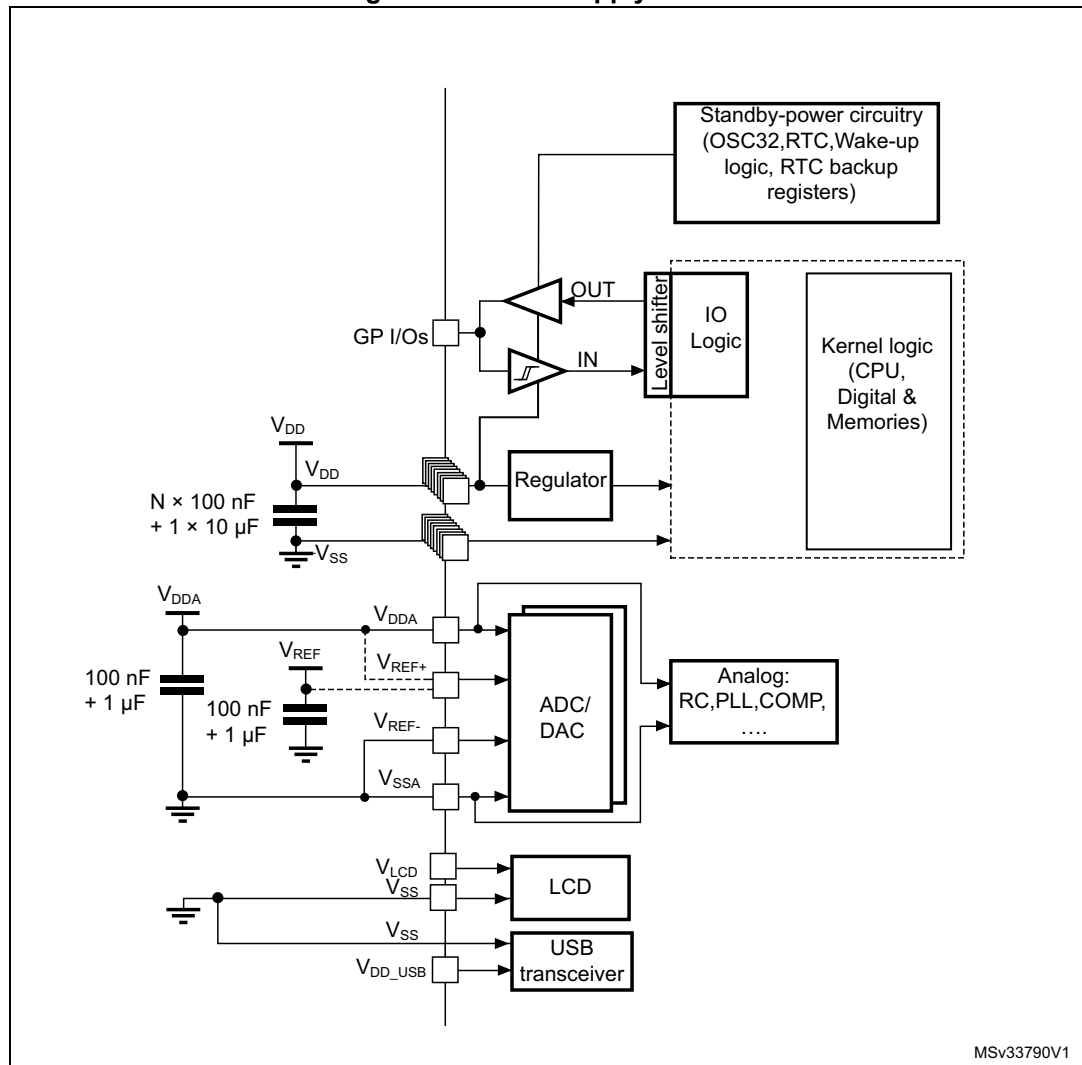 Standby-power circuitry
(OSC32,RTC,Wake-up
logic, RTC backup
registers)
OUT
GP I/Os
IN
Level shifter
IO
Logic
Kernel logic
(CPU,
Digital &
Memories)
VDD
VDD
N × 100 nF
+ 1 × 10 µF
Regulator
VSS
VDDA
VDDA
VREF
VREF+
100 nF
+ 1 µF
100 nF
+ 1 µF
VREF-
ADC/
DAC
Analog:
RC,PLL,COMP,
....
VSSA
VLCD
VSS
LCD
VSS
USB
transceiver
VDD_USB
MSv33790V1